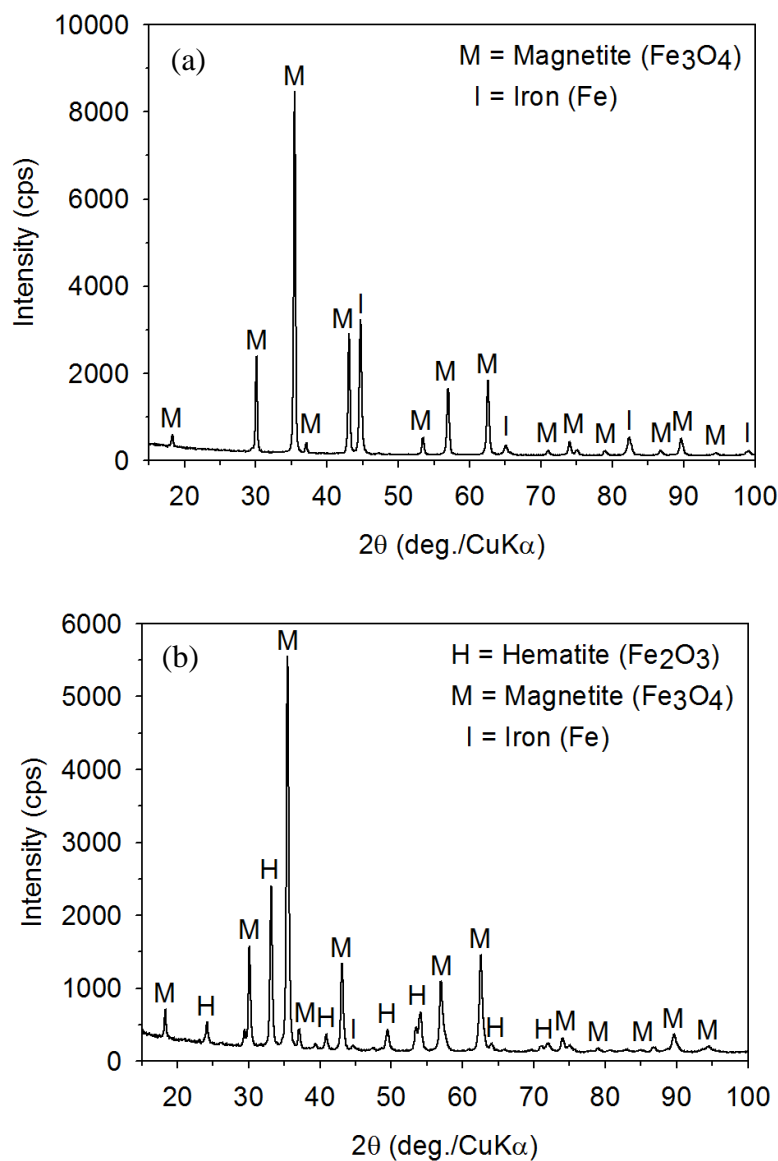 (a)
M = Magnetite (Fe3O4)
I = Iron (Fe)
Intensity (cps)
10000
8000
6000
4000
2000
0
M
M
M
M
M
I
M
M
M
I
M
M
M
I
M
M
M
I
20 30 40 50 60 70 80 90 100
2θ (deg./CuKα)
(b)
H = Hematite (Fe2O3)
M = Magnetite (Fe3O4)
I = Iron (Fe)
Intensity (cps)
6000
5000
4000
3000
2000
1000
0
M
H
M
H
M
M
H
M
I
H
H
M
M
H
H
M
M
M
M
M
20 30 40 50 60 70 80 90 100
2θ (deg./CuKα)